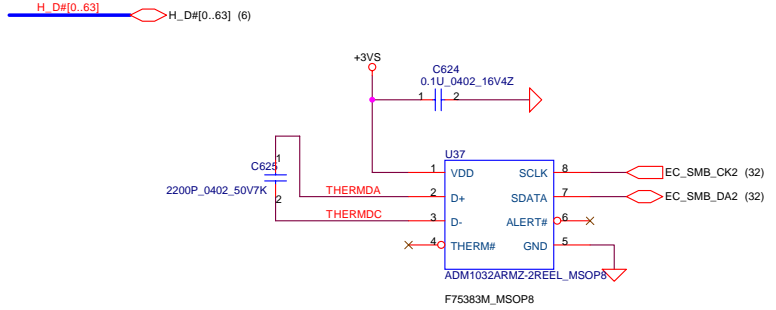 H_D#[0..63]
H_D#[0..63] (6)
+3VS
C624
0.1U_0402_16V4Z
1 2
U37
C625
1
2200P_0402_50V7K
2
1 VDD SCLK 8 EC_SMB_CK2 (32)
THERMDA 2 D+ SDATA 7 EC_SMB_DA2 (32)
THERMDC 3 D- ALERT# 6
4 THERM# GND 5
ADM1032ARMZ-2REEL_MSOP8
F75383M_MSOP8